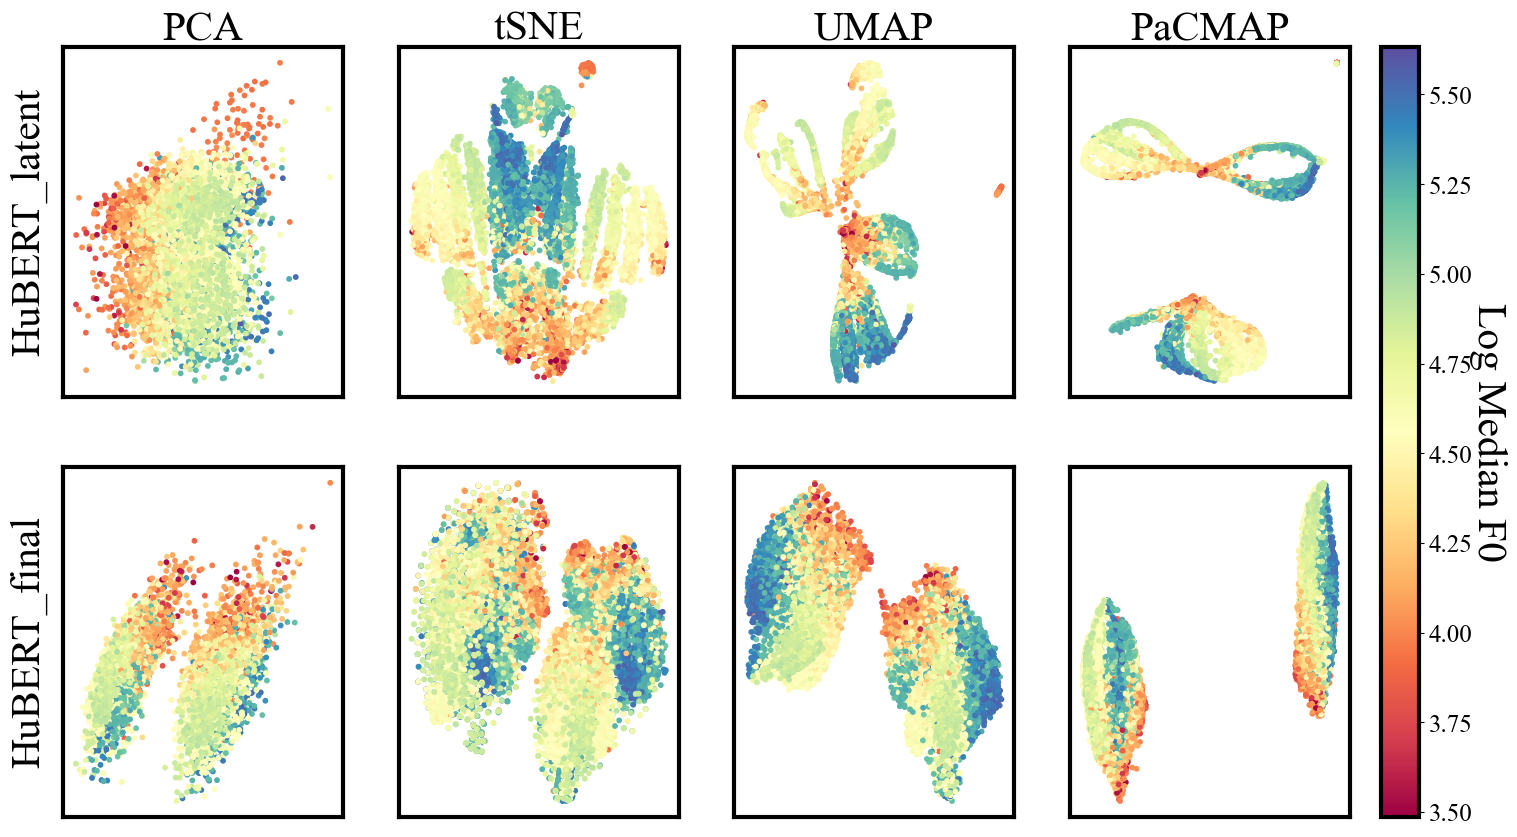 PCA
tSNE
UMAP
PaCMAP
HuBERT_latent
HuBERT_final
5.50
5.25
5.00
4.75
4.50
4.25
4.00
3.75
3.50
Log Median F0